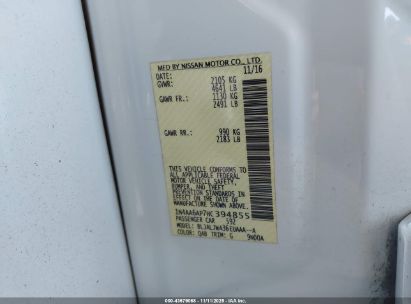 MFD BY NISSAN MOTOR CO., LTD.
DATE: 11/16
GVWR: 2105 KG
4641 LB
GAWR FR.: 1130 KG
2491 LB
GAWR RR.: 990 KG
2183 LB
THIS VEHICLE CONFORMS TO
ALL APPLICABLE FEDERAL
MOTOR VEHICLE SAFETY,
BUMPER, AND THEFT
PREVENTION STANDARDS IN
EFFECT ON THE DATE OF
MANUFACTURE SHOWN ABOVE.
1N4AA6AP7HC394855
PASSENGER CAR 592
MODEL:
COLOR: QAB TRIM: G